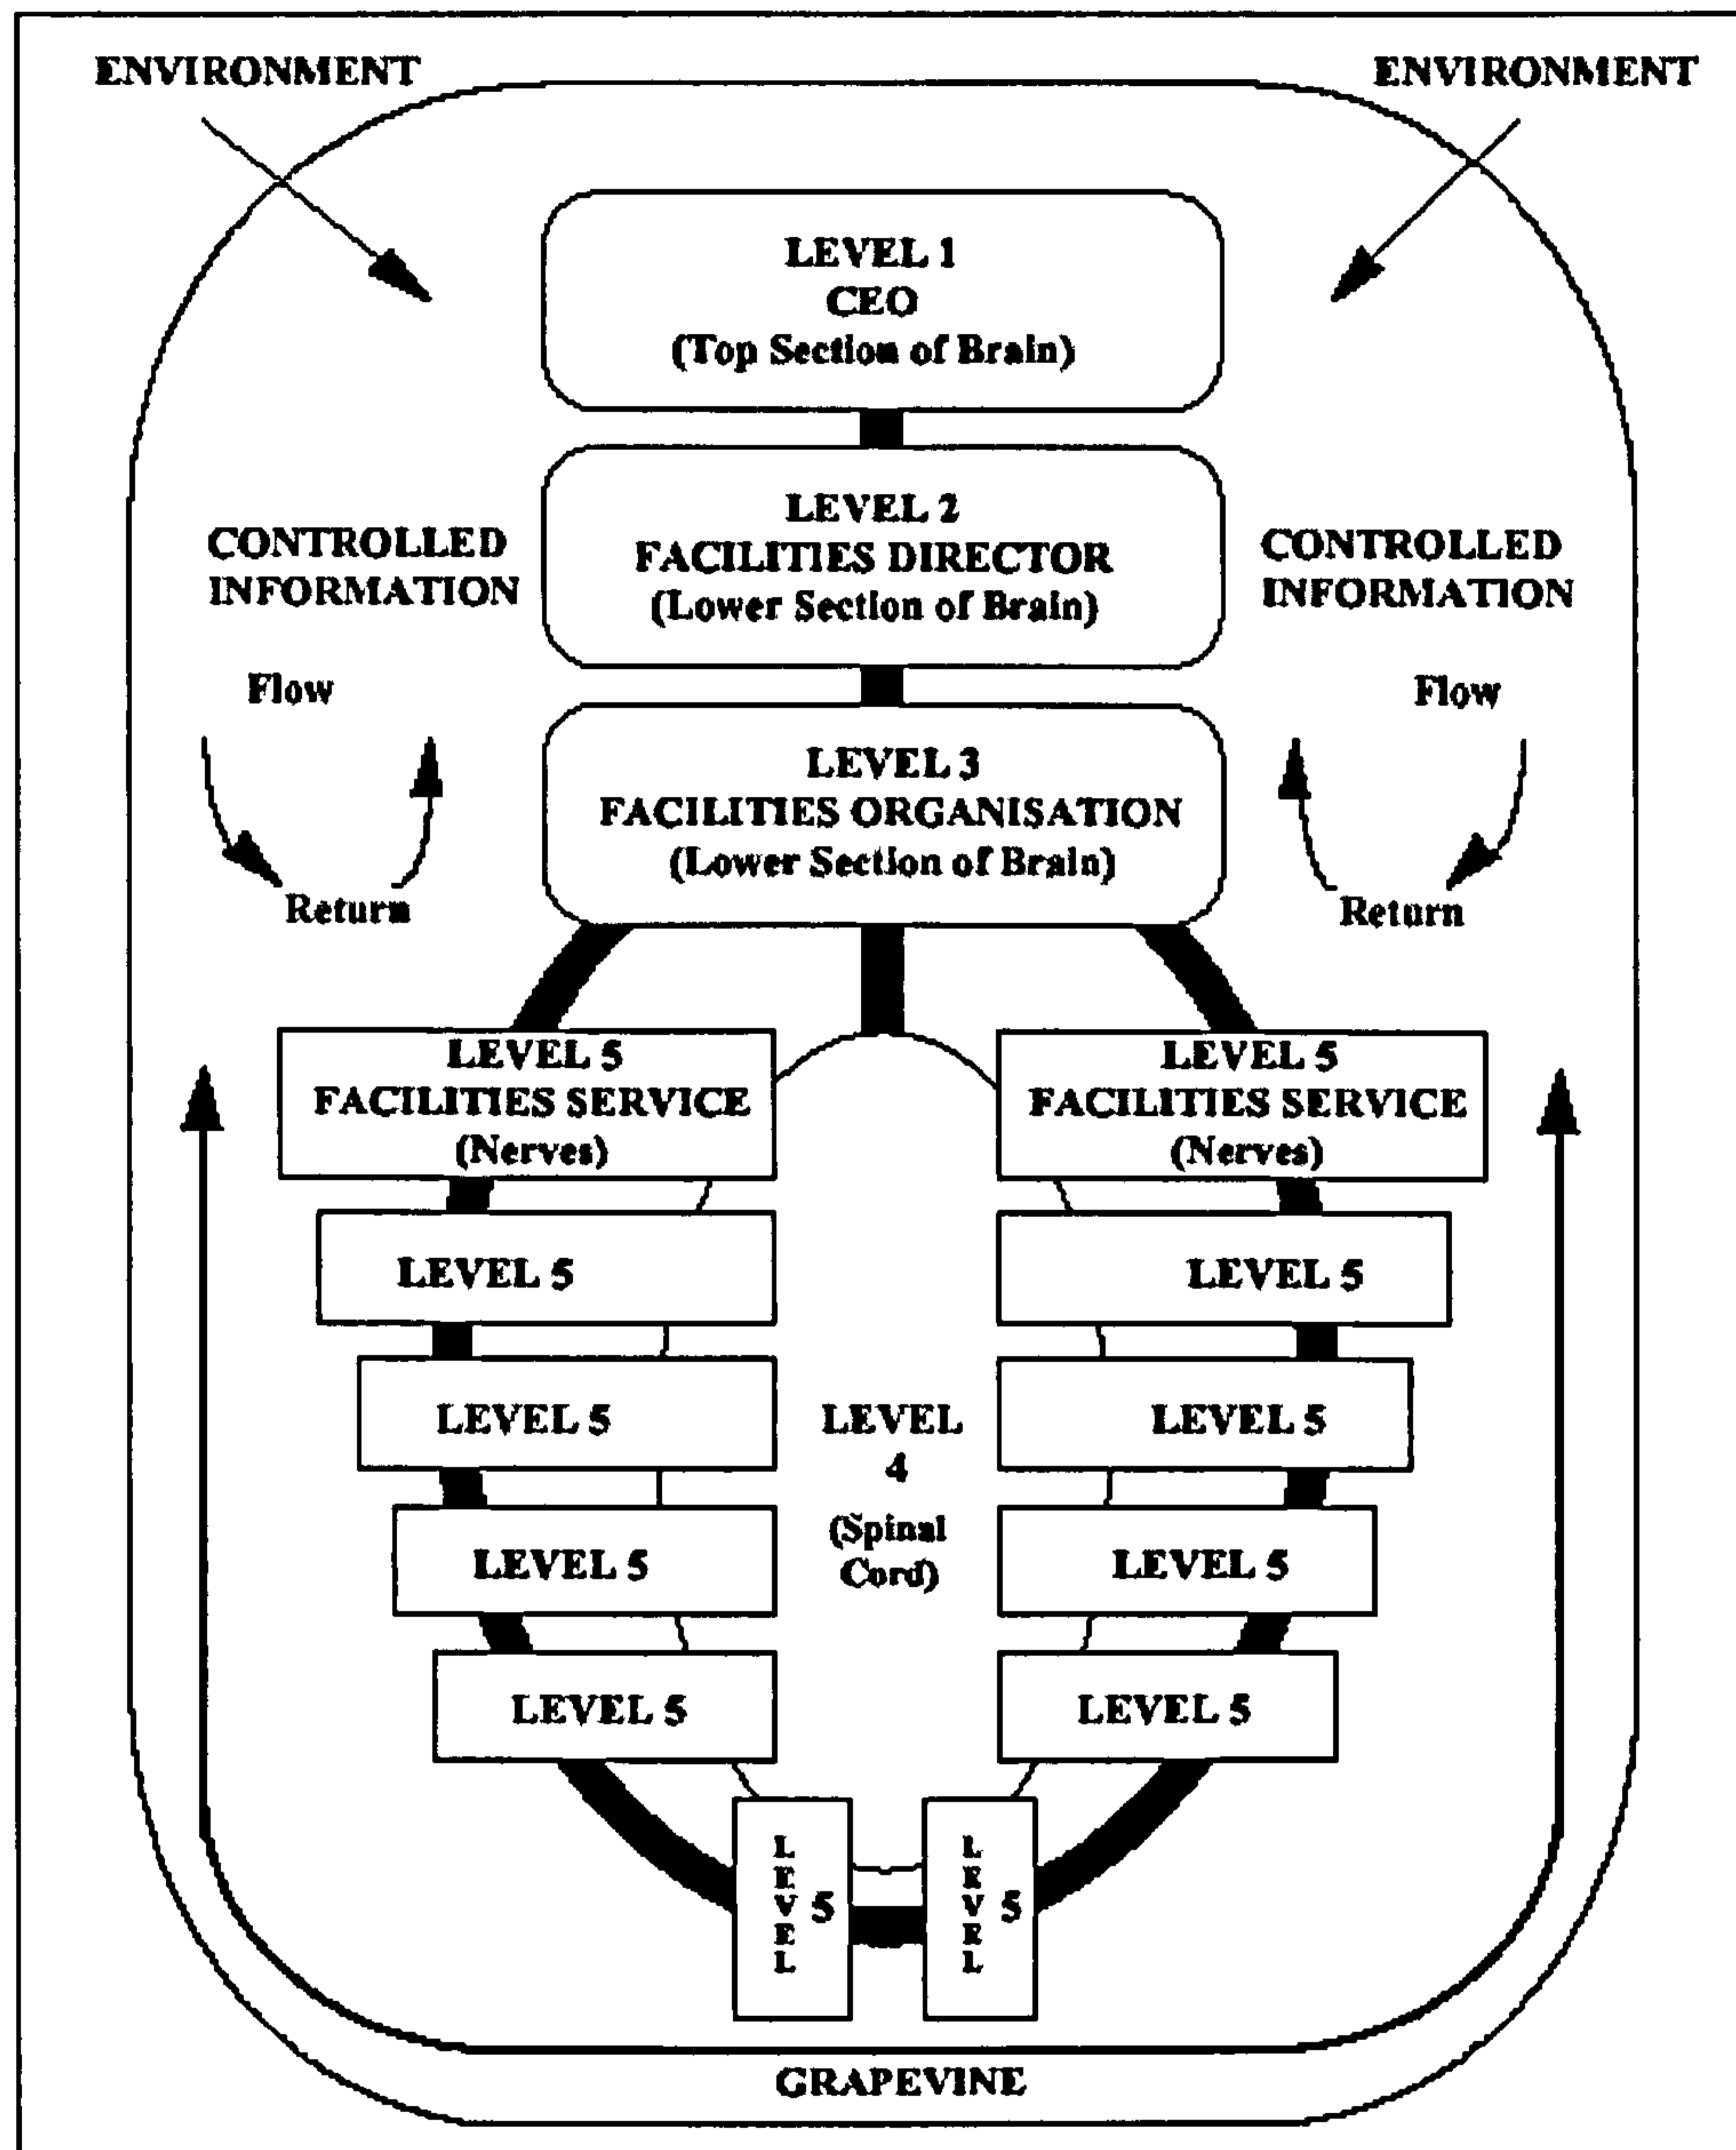 ENVIRONMENT
ENVIRONMENT
LEVEL 1
CEO
(Top Section of Brain)
LEVEL 2
FACILITIES DIRECTOR
(Lower Section of Brain)
CONTROLLED
INFORMATION
CONTROLLED
INFORMATION
Flow
Flow
LEVEL 3
FACILITIES ORGANISATION
(Lower Section of Brain)
Return
Return
LEVEL 5
FACILITIES SERVICE
(Nerves)
LEVEL 5
FACILITIES SERVICE
(Nerves)
LEVEL 5
LEVEL 5
LEVEL 5
LEVEL
4
(Spinal
Cord)
LEVEL 5
LEVEL 5
LEVEL 5
LEVEL 5
LEVEL 5
LEVEL 5
LEVEL 5
GRAPEVINE